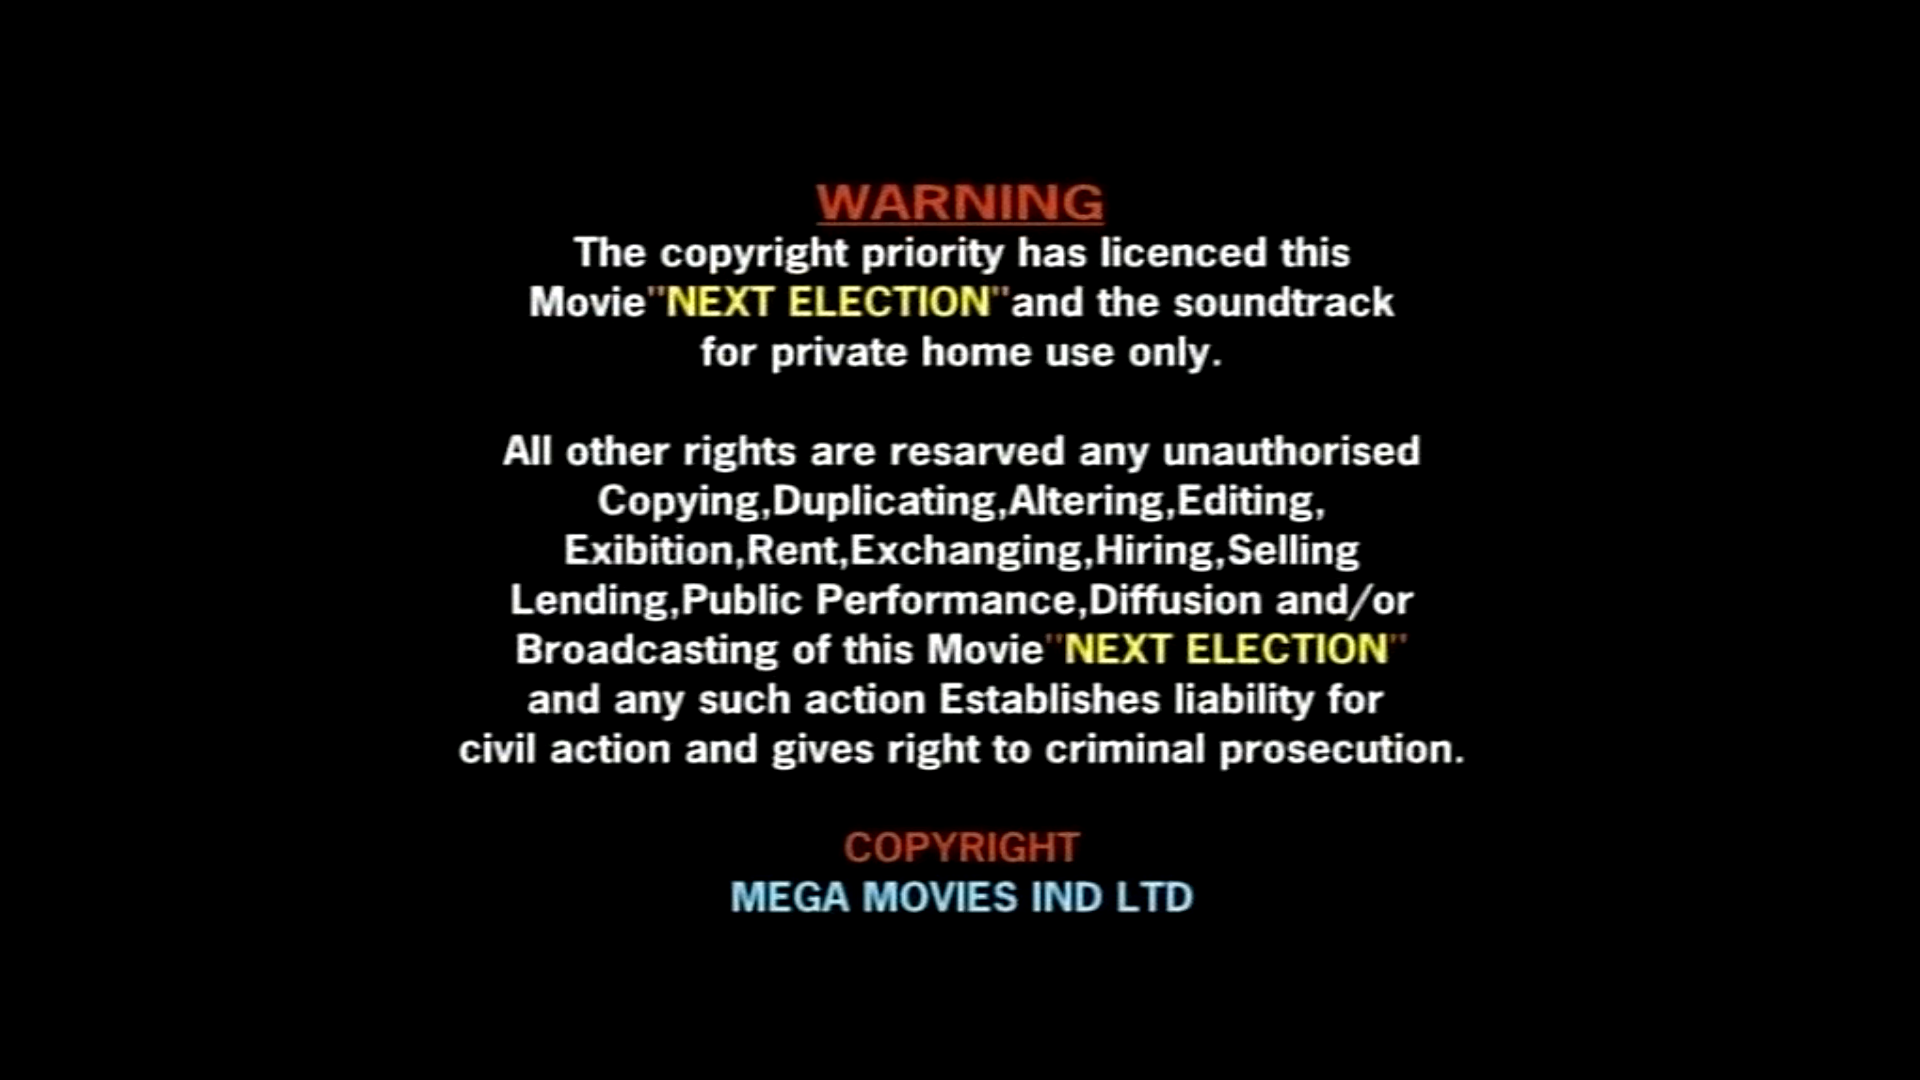 WARNING
The copyright priority has licenced this
Movie"NEXT ELECTION"and the soundtrack
for private home use only.
All other rights are resarved any unauthorised
Copying,Duplicating,Altering,Editing,
Exibition,Rent,Exchanging,Hiring,Selling
Lending,Public Performance,Diffusion and/or
Broadcasting of this Movie"NEXT ELECTION"
and any such action Establishes liability for
civil action and gives right to criminal prosecution.
COPYRIGHT
MEGA MOVIES IND LTD